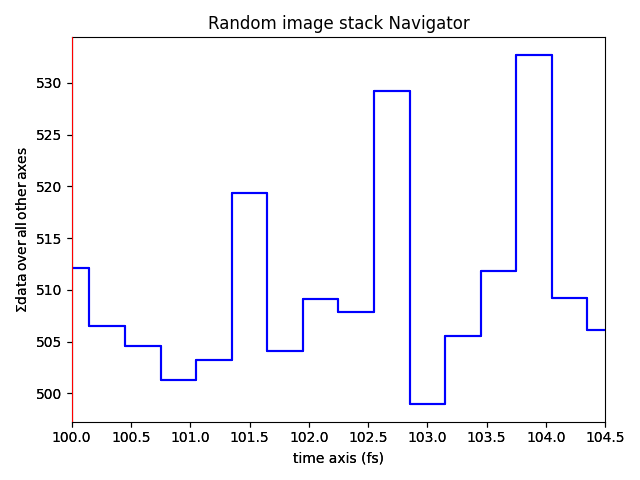 Random image stack Navigator
530
525
520
515
510
505
500
Σdata over all other axes
100.0 100.5 101.0 101.5 102.0 102.5 103.0 103.5 104.0 104.5
time axis (fs)